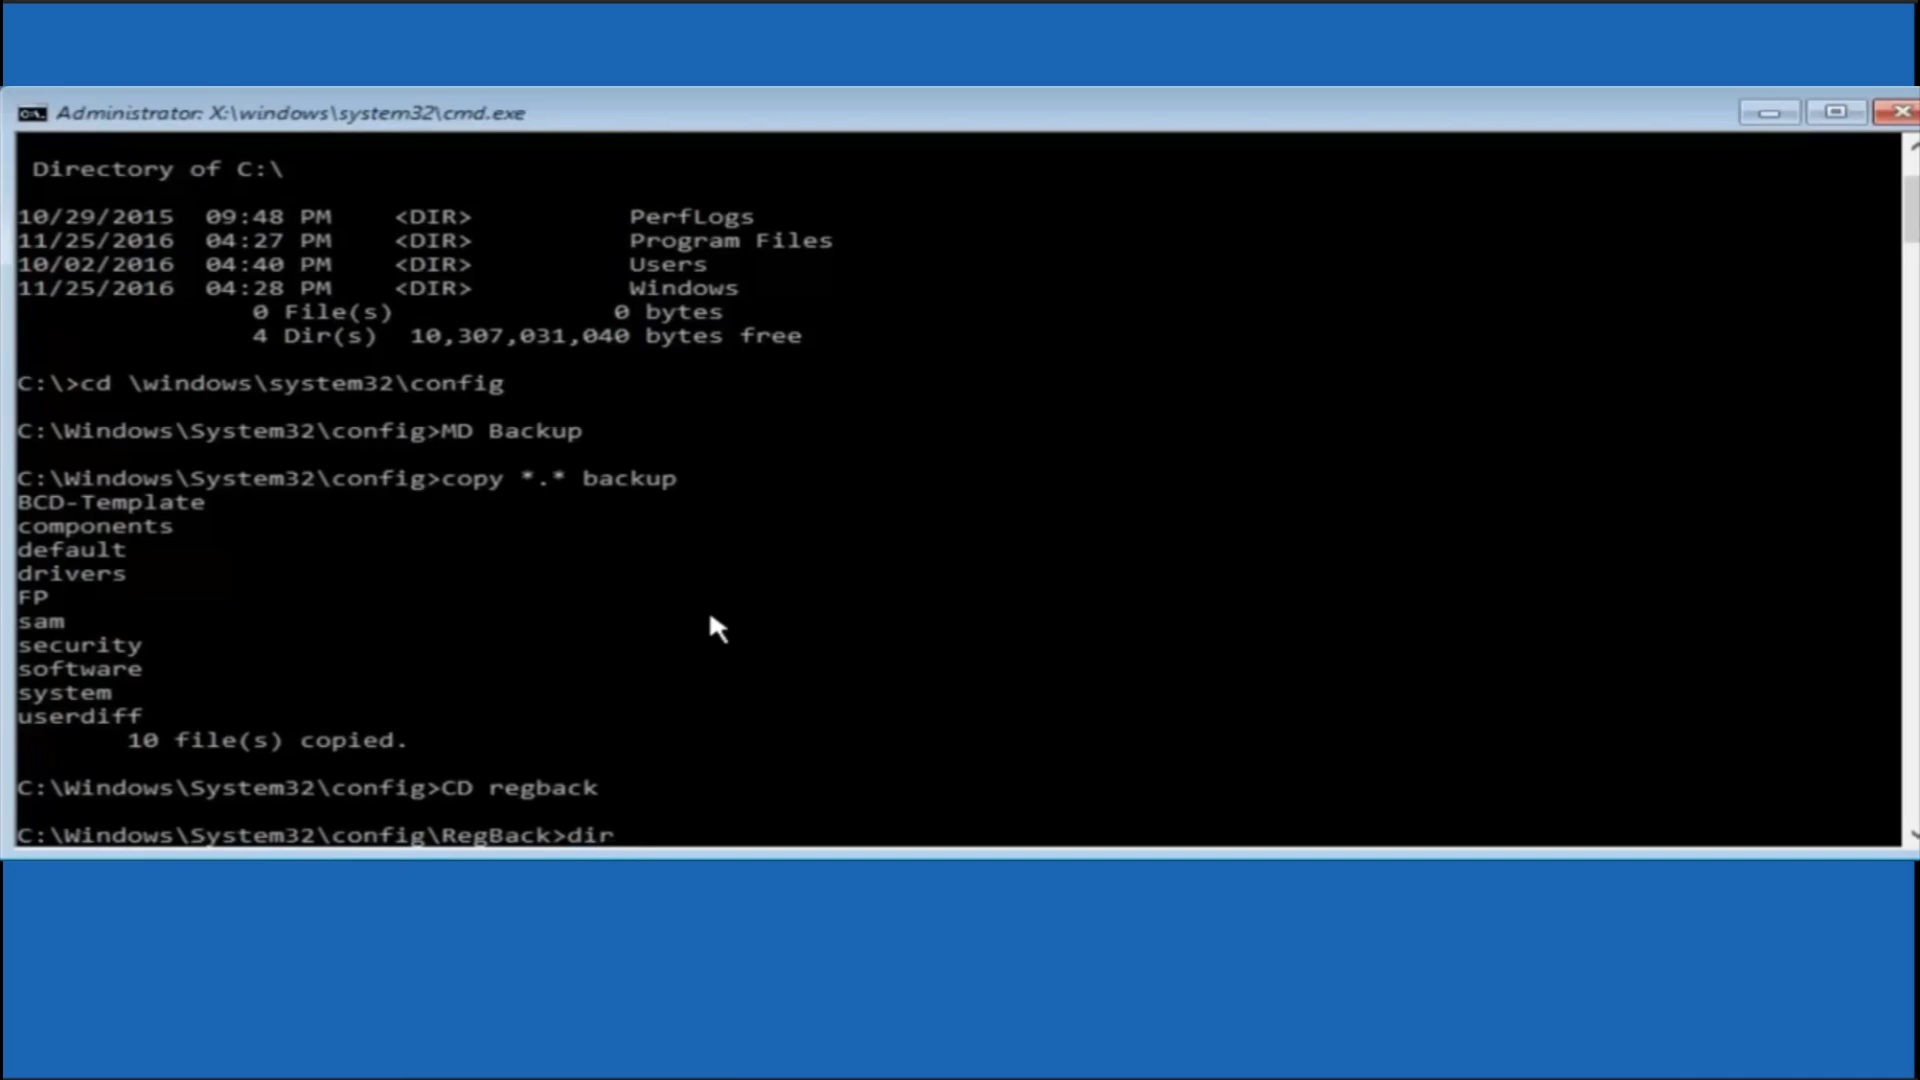 Administrator: X:\windows\system32\cmd.exe
Directory of C:\
10/29/2015 09:48 PM <DIR> PerfLogs
11/25/2016 04:27 PM <DIR> Program Files
10/02/2016 04:40 PM <DIR> Users
11/25/2016 04:28 PM <DIR> Windows
0 File(s) 0 bytes
4 Dir(s) 10,307,031,040 bytes free
C:\>cd \windows\system32\config
C:\Windows\System32\config>MD Backup
C:\Windows\System32\config>copy *.* backup
BCD-Template
components
default
drivers
FP
sam
security
software
system
userdiff
10 file(s) copied.
C:\Windows\System32\config>CD regback
C:\Windows\System32\config\RegBack>dir